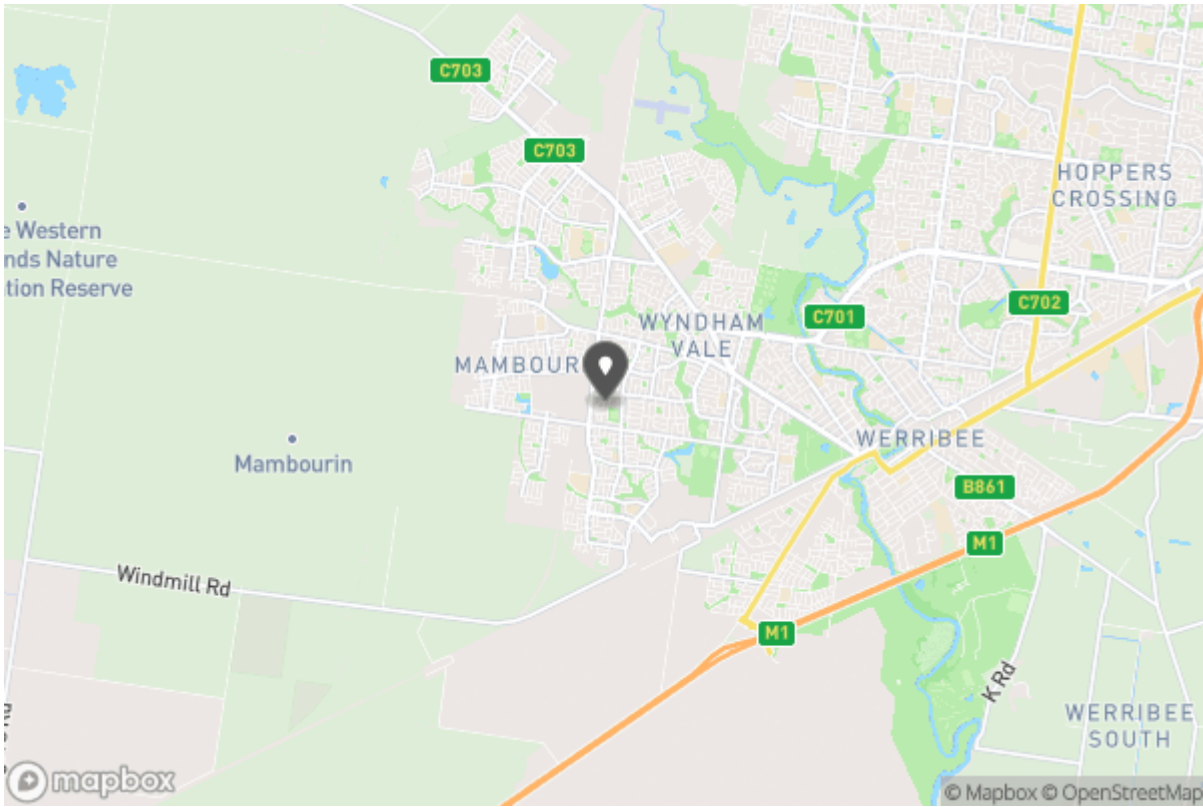 C703
C703
HOPPERS
CROSSING
e Western
nds Nature
tion Reserve
C702
C701
WYNDHAM
VALE
MAMBOUR
WERRIBEE
Mambourin
B861
M1
Windmill Rd
M1
K Rd
WERRIBEE
SOUTH
Rd
mapbox
© Mapbox © OpenStreetMap